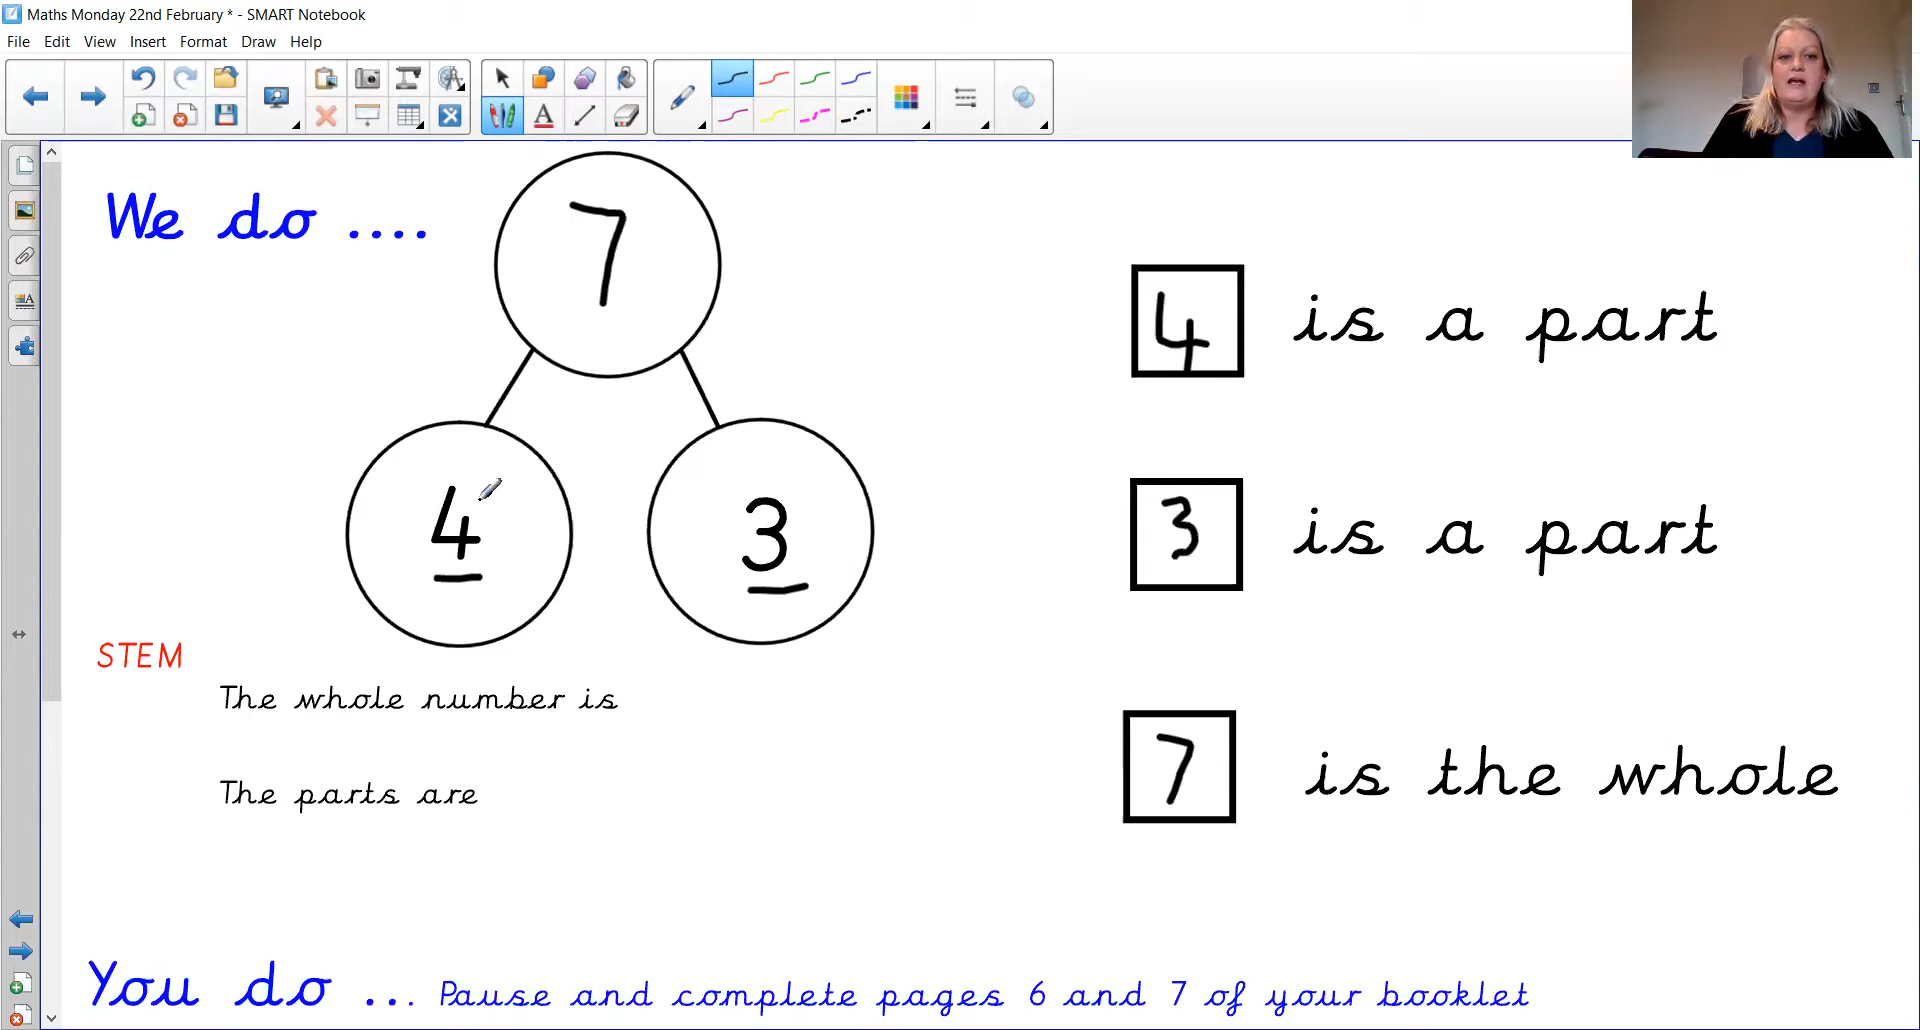 Maths Monday 22nd February * - SMART Notebook
File Edit View Insert Format Draw Help
We do ....
7
4 3
4 is a part
3 is a part
7 is the whole
STEM
The whole number is
The parts are
You do ... Pause and complete pages 6 and 7 of your booklet